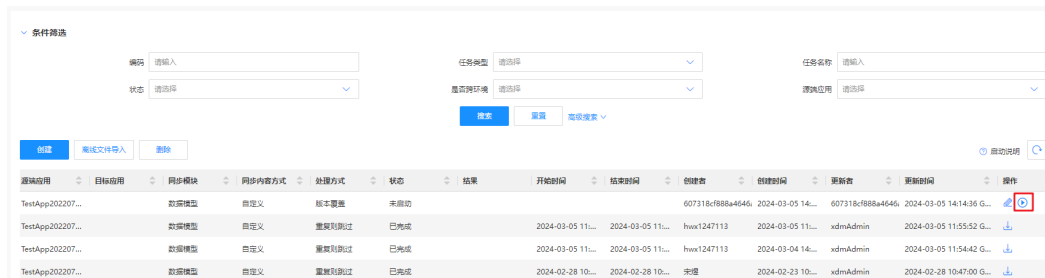 条件筛选
编码 请输入 任务类型 请选择 任务名称 请输入
状态 请选择 是否跨环境 请选择 源端应用 请选择
搜索 重置 高级搜索
创建 离线文件导入 删除 启动说明
源端应用 目标应用 同步模块 同步内容方式 处理方式 状态 结果 开始时间 结束时间 创建者 创建时间 更新者 更新时间 操作
TestApp202207... 数据模型 自定义 版本覆盖 未启动 607318cf888a4646 2024-03-05 14:... 607318cf888a4646 2024-03-05 14:14:36 G...
TestApp202207... 数据模型 自定义 重复则跳过 已完成 2024-03-05 11:... 2024-03-05 11:... hwx1247113 2024-03-05 11:... xdmAdmin 2024-03-05 11:55:52 G...
TestApp202207... 数据模型 自定义 重复则跳过 已完成 2024-03-05 11:... 2024-03-05 11:... hwx1247113 2024-03-04 14:... xdmAdmin 2024-03-05 11:54:42 G...
TestApp202207... 数据模型 自定义 重复则跳过 已完成 2024-02-28 10:... 2024-02-28 10:... 宋煜 2024-02-23 10:... xdmAdmin 2024-02-28 10:47:00 G...